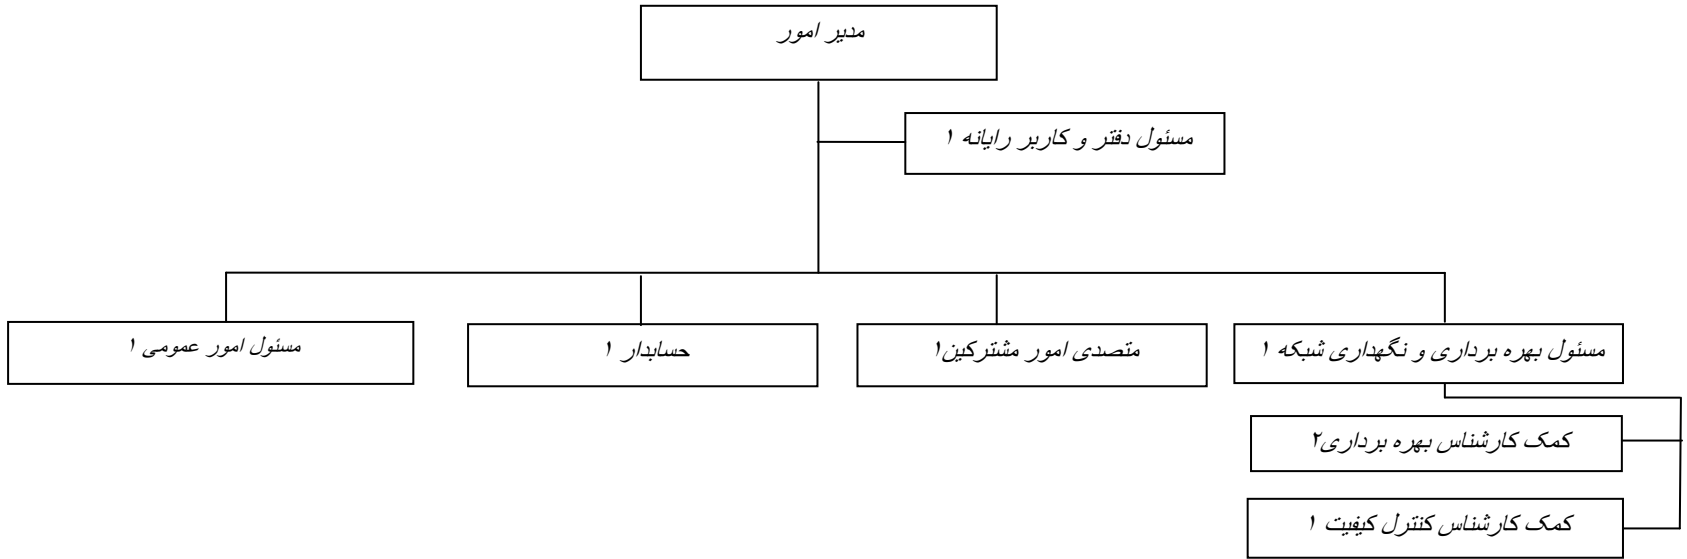 مدیر امور
مسئول دفتر و کاربر رایانه ۱
مسئول بهره برداری و نگهداری شبکه ۱
متصدی امور مشترکین۱
حسابدار ۱
مسئول امور عمومی ۱
کمک کارشناس بهره برداری۲
کمک کارشناس کنترل کیفیت ۱